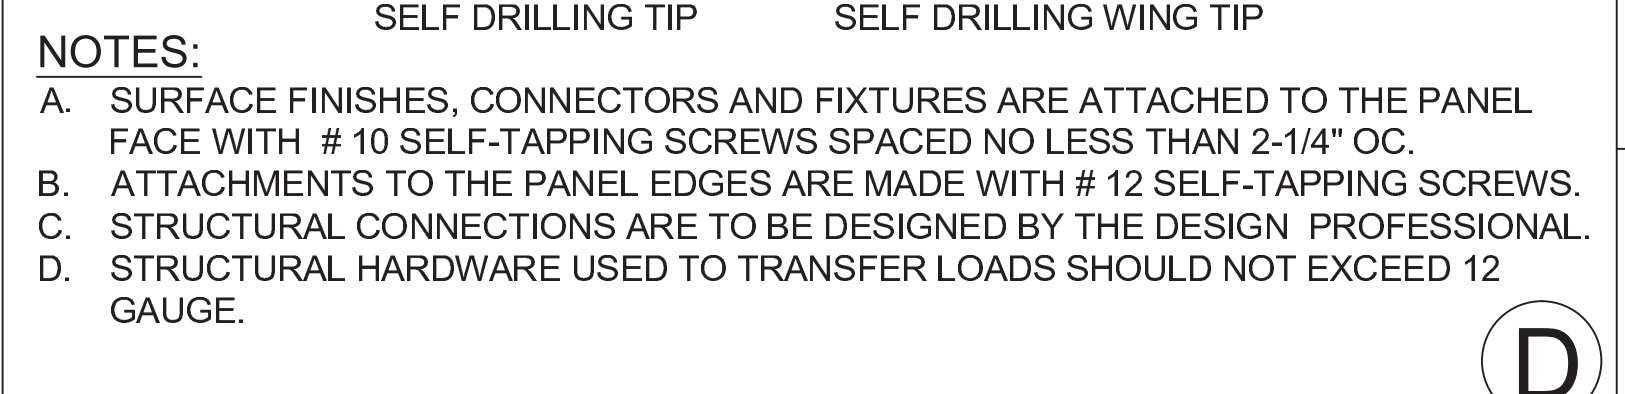 SELF DRILLING TIP SELF DRILLING WING TIP
NOTES:
A. SURFACE FINISHES, CONNECTORS AND FIXTURES ARE ATTACHED TO THE PANEL
FACE WITH # 10 SELF-TAPPING SCREWS SPACED NO LESS THAN 2-1/4" OC.
B. ATTACHMENTS TO THE PANEL EDGES ARE MADE WITH # 12 SELF-TAPPING SCREWS.
C. STRUCTURAL CONNECTIONS ARE TO BE DESIGNED BY THE DESIGN PROFESSIONAL.
D. STRUCTURAL HARDWARE USED TO TRANSFER LOADS SHOULD NOT EXCEED 12
GAUGE.
D